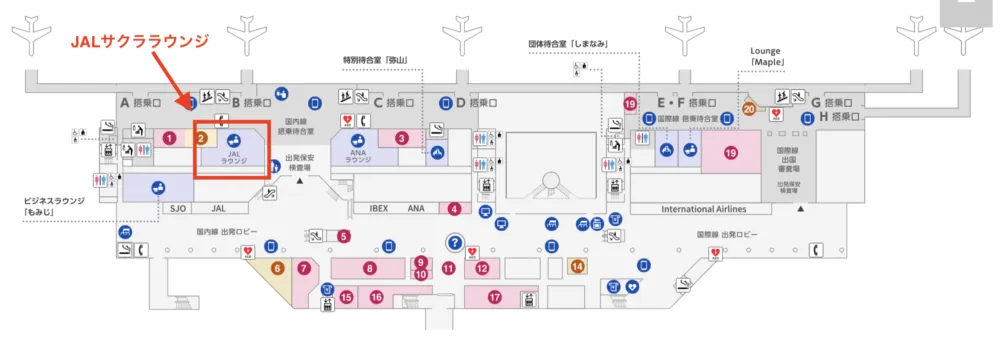 JALサクララウンジ
団体待合室「しまなみ」
Lounge
「Maple」
特別待合室「弥山」
A 搭乗口
B 搭乗口
C 搭乗口
D 搭乗口
E・F 搭乗口
G 搭乗口
H 搭乗口
19
20
国内線
搭乗待合室
国際線 搭乗待合室
1
2
3
JAL
ラウンジ
ANA
ラウンジ
19
出発保安
検査場
国際線
出国
審査場
出発保安
検査場
ビジネスラウンジ
「もみじ」
SJO
JAL
IBEX
ANA
4
International Airlines
国内線 出発ロビー
国際線 出発ロビー
5
?
6
7
8
9
10
11
12
14
15
16
17